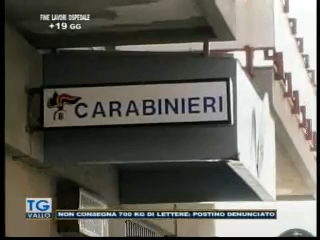 FINE LAVORI OSPEDALE
+19 GG
CARABINIERI
TG
VALLO
NON CONSEGNA 700 KG DI LETTERE: POSTINO DENUNCIATO